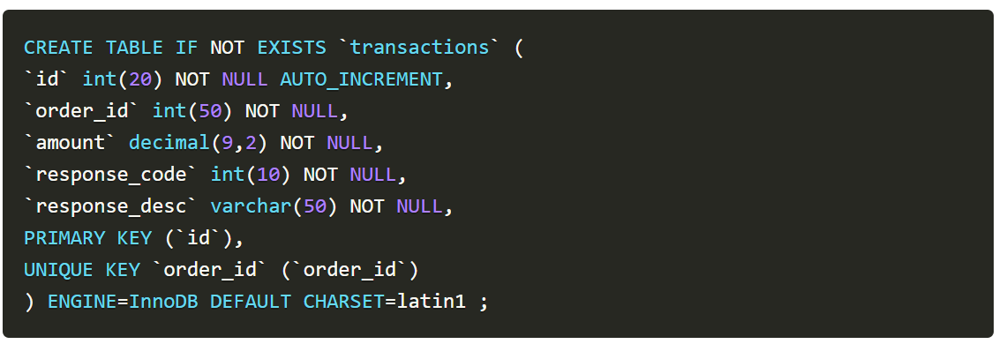 CREATE TABLE IF NOT EXISTS `transactions` (
`id` int(20) NOT NULL AUTO_INCREMENT,
`order_id` int(50) NOT NULL,
`amount` decimal(9,2) NOT NULL,
`response_code` int(10) NOT NULL,
`response_desc` varchar(50) NOT NULL,
PRIMARY KEY (`id`),
UNIQUE KEY `order_id` (`order_id`)
) ENGINE=InnoDB DEFAULT CHARSET=latin1 ;